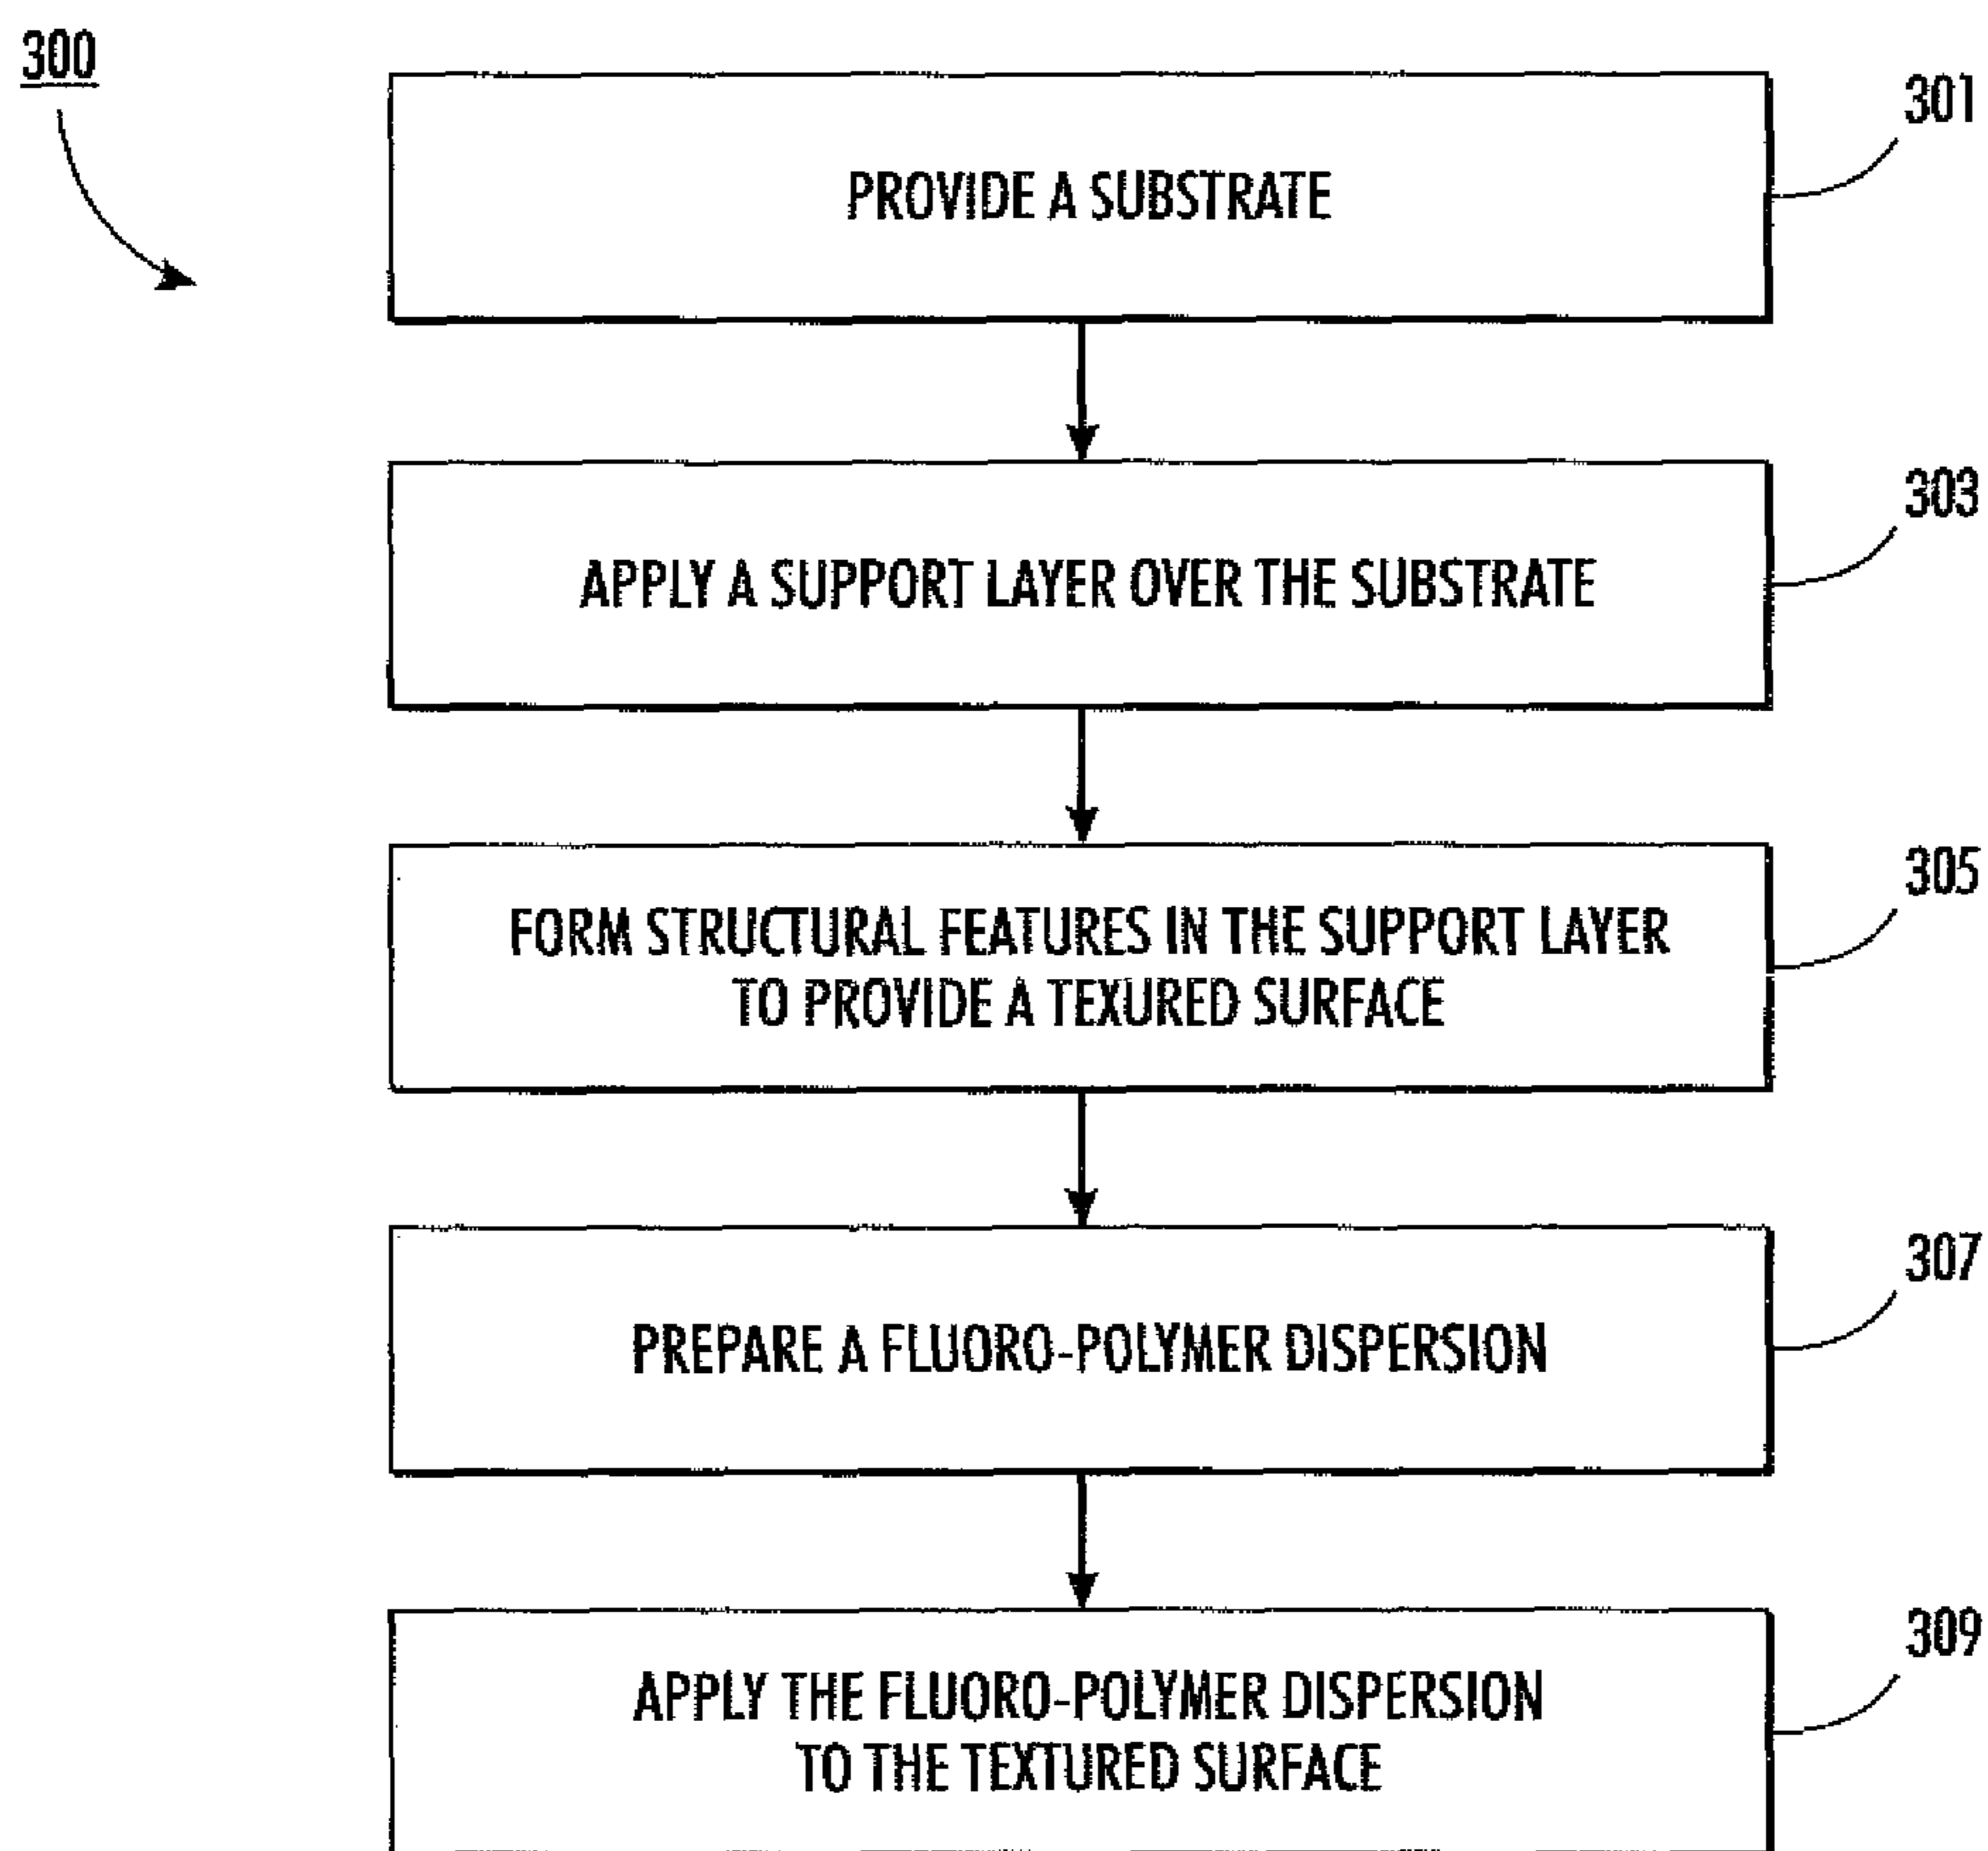 300
PROVIDE A SUBSTRATE
301
APPLY A SUPPORT LAYER OVER THE SUBSTRATE
303
FORM STRUCTURAL FEATURES IN THE SUPPORT LAYER
TO PROVIDE A TEXURED SURFACE
305
PREPARE A FLUORO-POLYMER DISPERSION
307
APPLY THE FLUORO-POLYMER DISPERSION
TO THE TEXTURED SURFACE
309